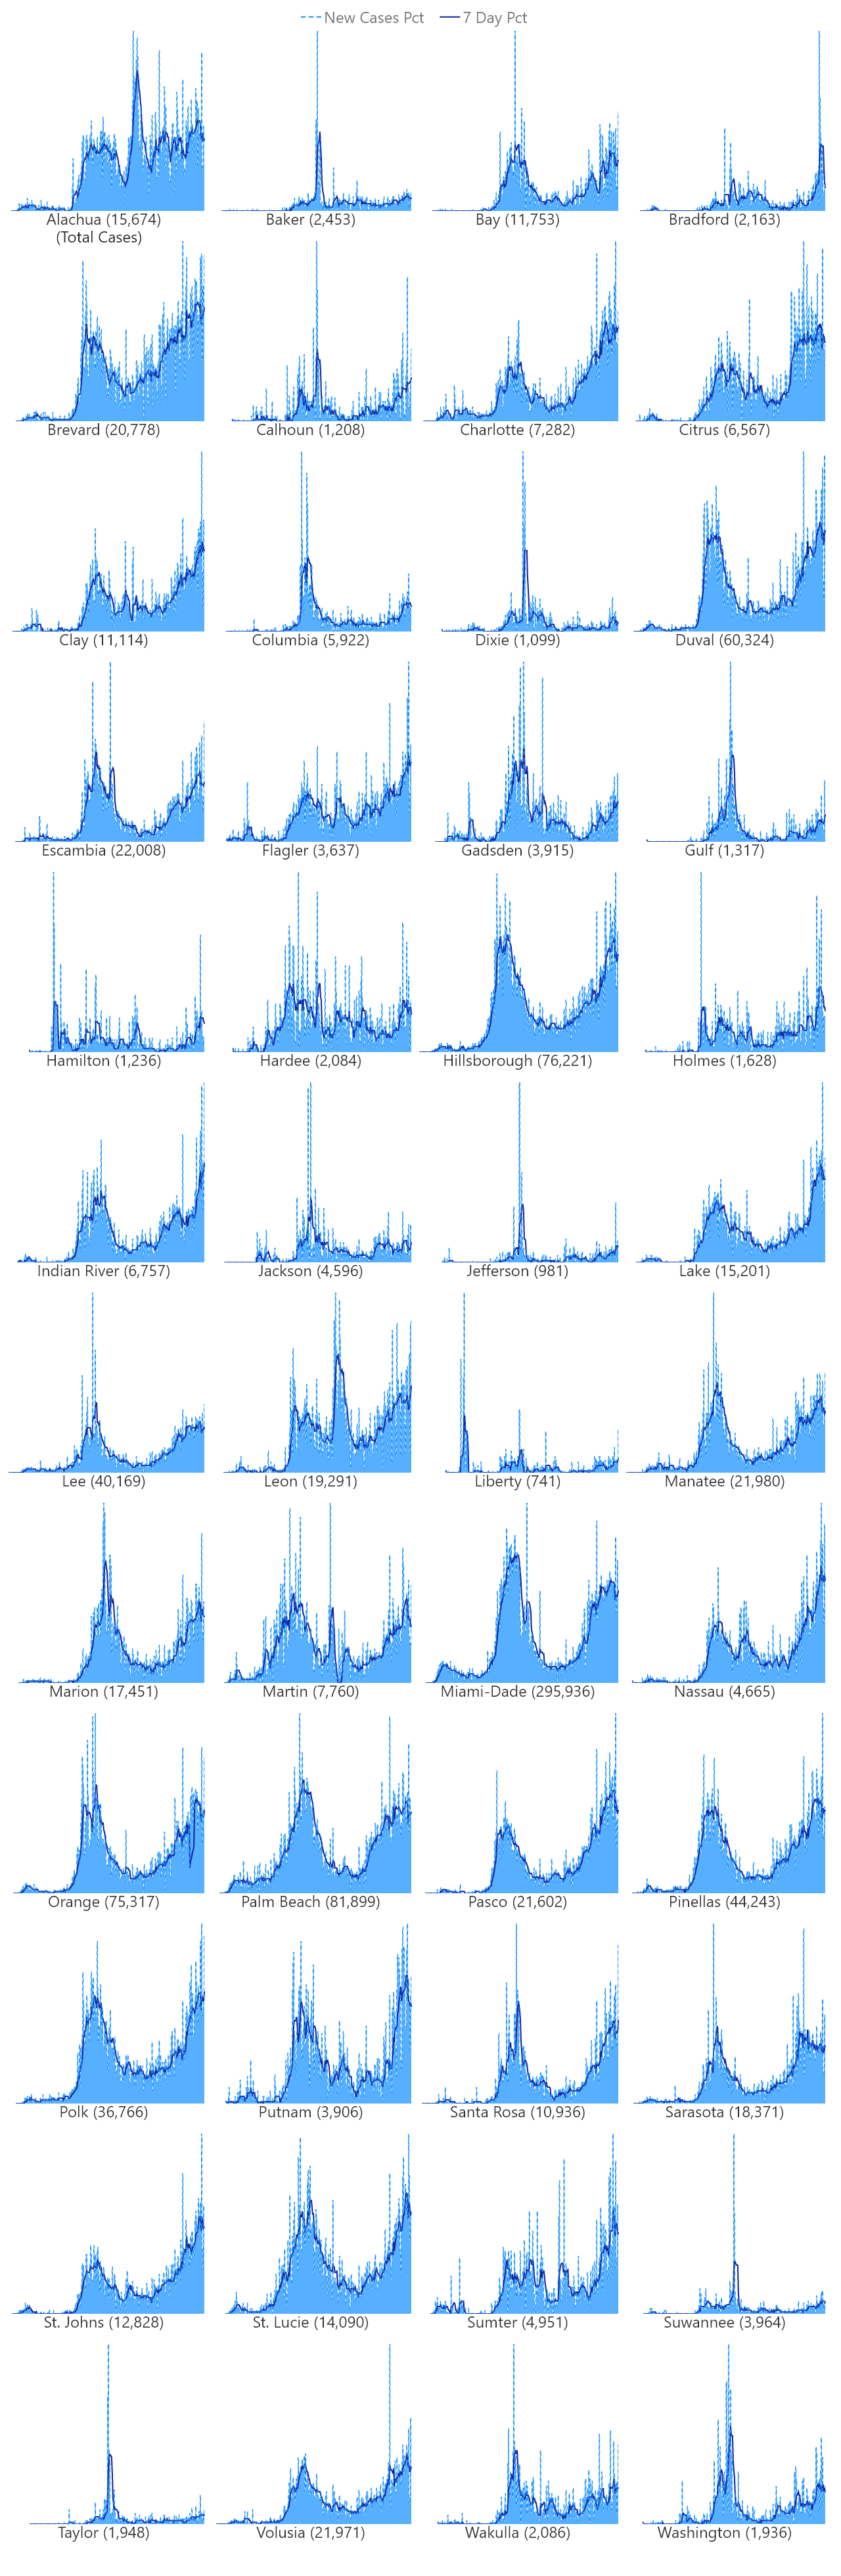 New Cases Pct 7 Day Pct
Alachua (15,674) Baker (2,453) Bay (11,753) Bradford (2,163)
(Total Cases)
Brevard (20,778) Calhoun (1,208) Charlotte (7,282) Citrus (6,567)
Clay (11,114) Columbia (5,922) Dixie (1,099) Duval (60,324)
Escambia (22,008) Flagler (3,637) Gadsden (3,915) Gulf (1,317)
Hamilton (1,236) Hardee (2,084) Hillsborough (76,221) Holmes (1,628)
Indian River (6,757) Jackson (4,596) Jefferson (981) Lake (15,201)
Lee (40,169) Leon (19,291) Liberty (741) Manatee (21,980)
Marion (17,451) Martin (7,760) Miami-Dade (295,936) Nassau (4,665)
Orange (75,317) Palm Beach (81,899) Pasco (21,602) Pinellas (44,243)
Polk (36,766) Putnam (3,906) Santa Rosa (10,936) Sarasota (18,371)
St. Johns (12,828) St. Lucie (14,090) Sumter (4,951) Suwannee (3,964)
Taylor (1,948) Volusia (21,971) Wakulla (2,086) Washington (1,936)